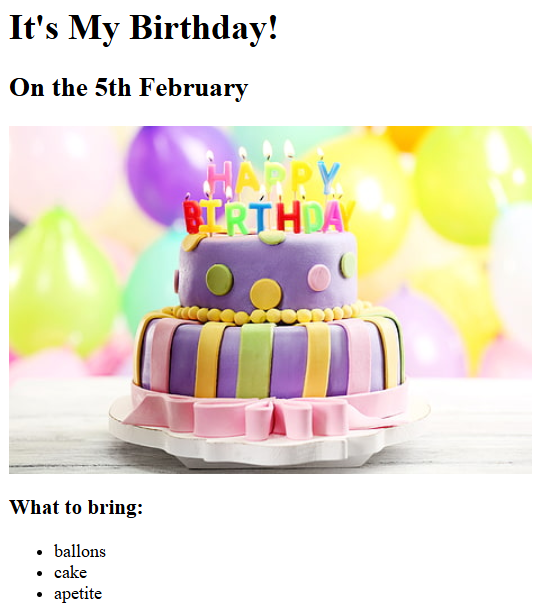 It's My Birthday!
On the 5th February
HAPPY
BIRTHDAY
What to bring:
ballons
cake
apetite